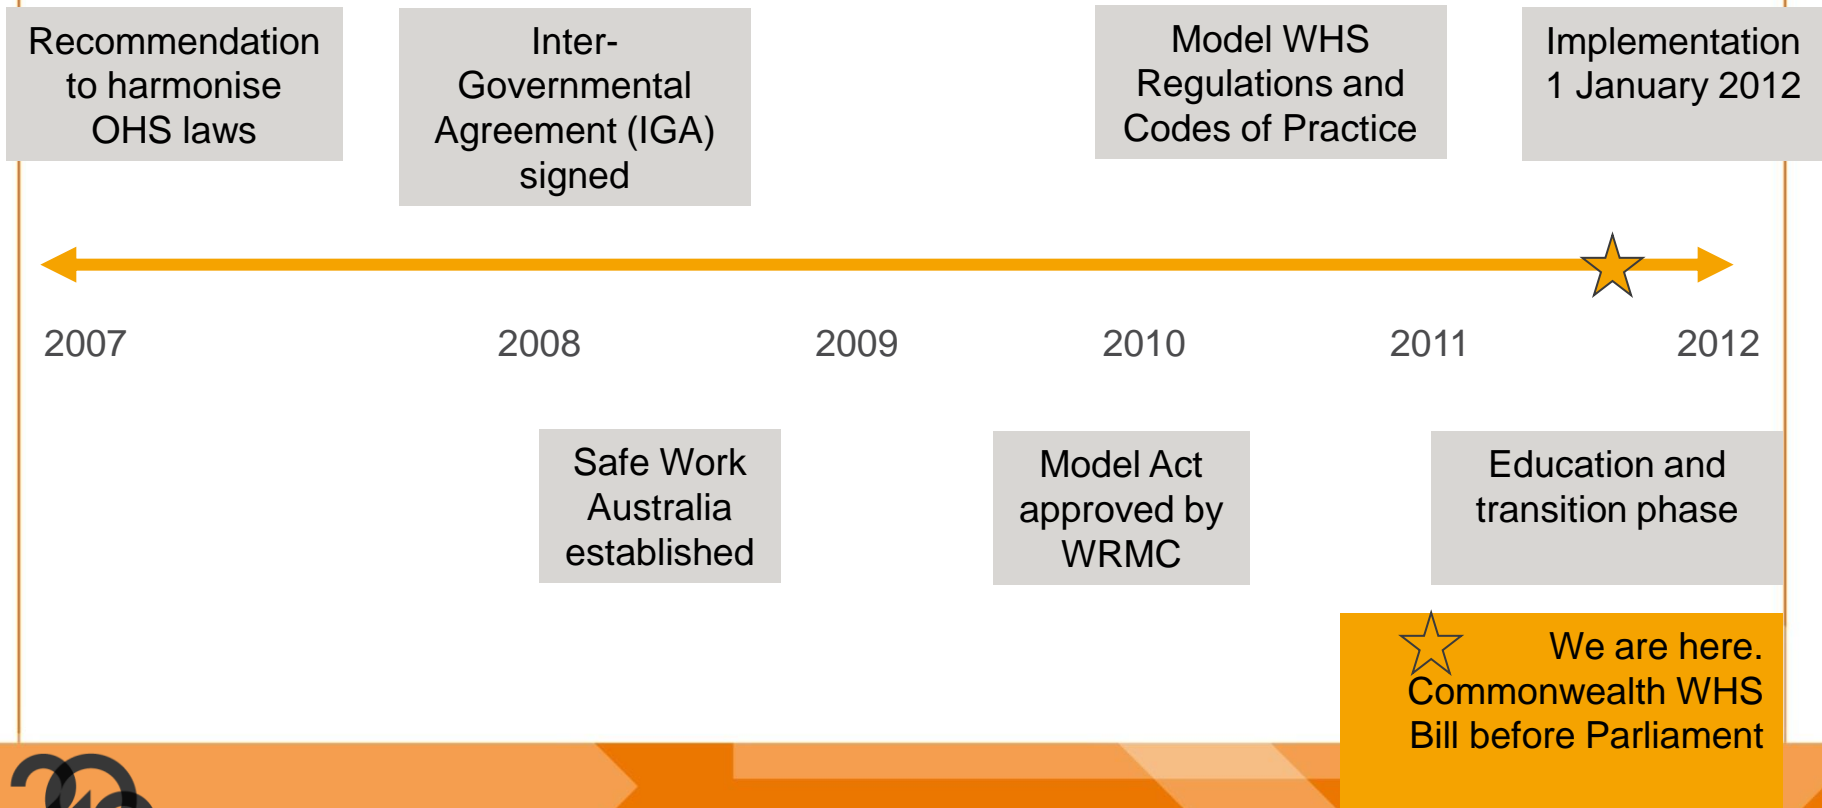 Recommendation
to harmonise
OHS laws
Inter-
Governmental
Agreement (IGA)
signed
Model WHS
Regulations and
Codes of Practice
Implementation
1 January 2012
2007
2008
2009
2010
2011
2012
Safe Work
Australia
established
Model Act
approved by
WRMC
Education and
transition phase
We are here.
Commonwealth WHS
Bill before Parliament